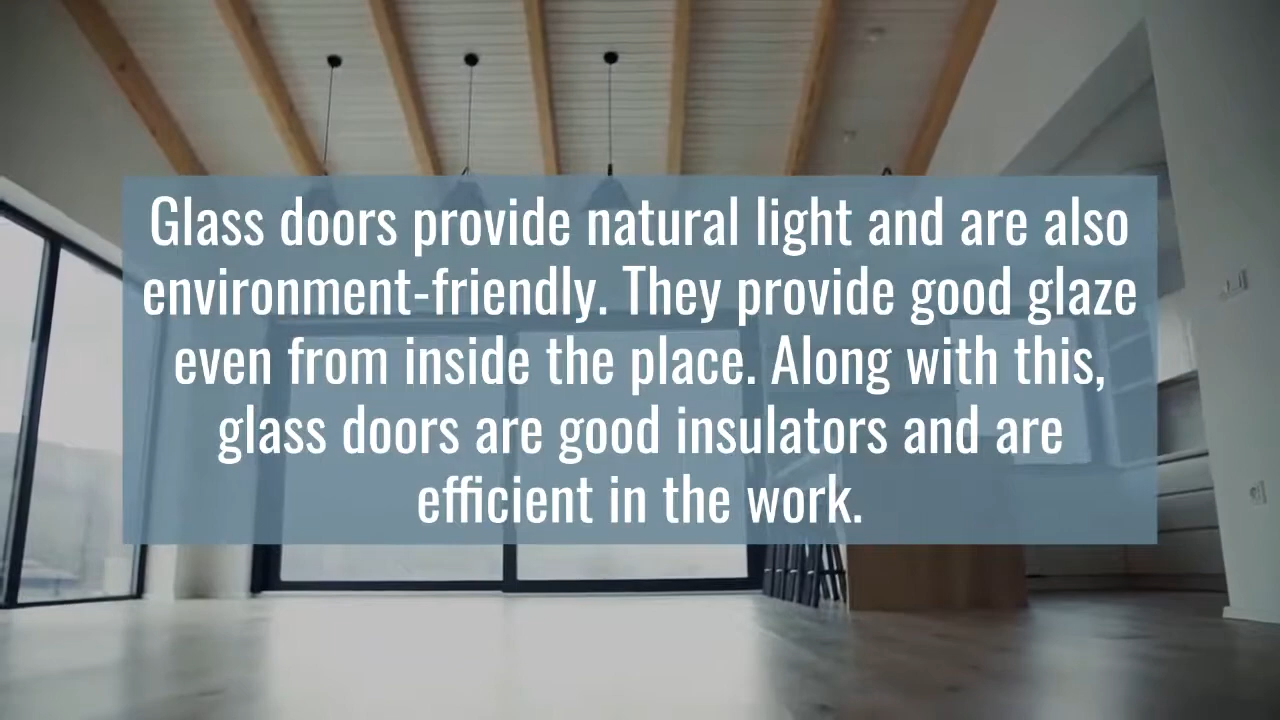 Glass doors provide natural light and are also
environment-friendly. They provide good glaze
even from inside the place. Along with this,
glass doors are good insulators and are
efficient in the work.